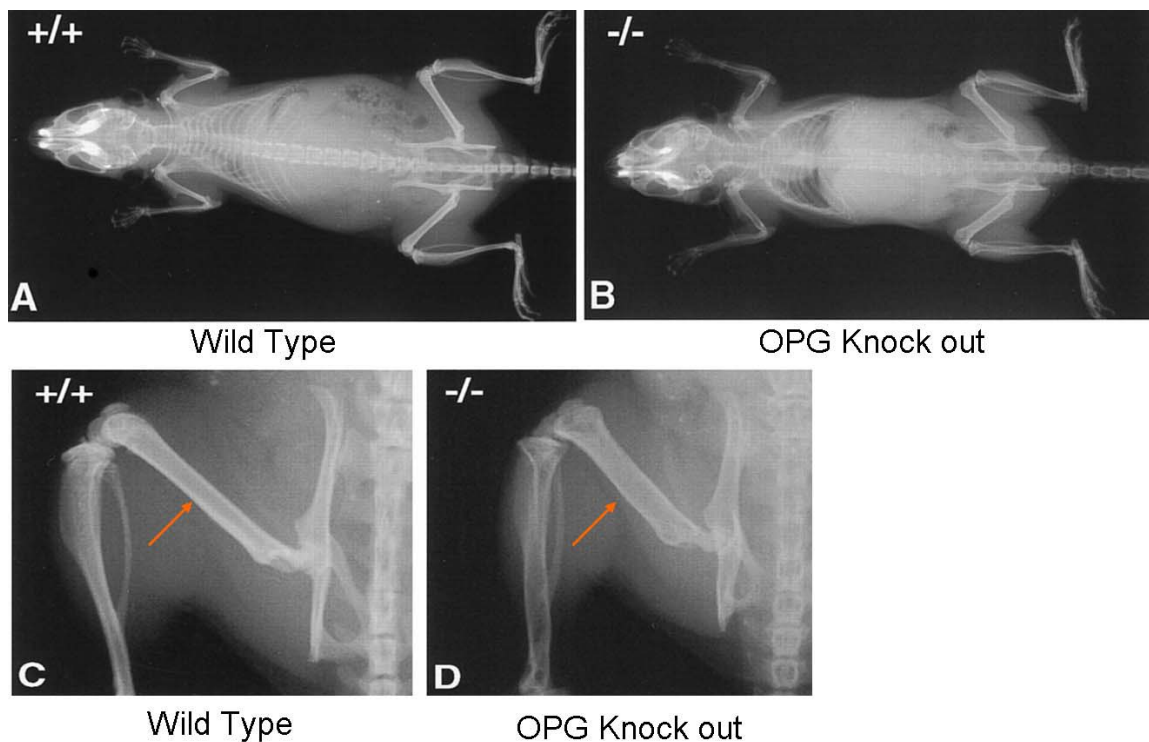 +/+
-/-
A
B
Wild Type
OPG Knock out
+/+
-/-
C
D
Wild Type
OPG Knock out